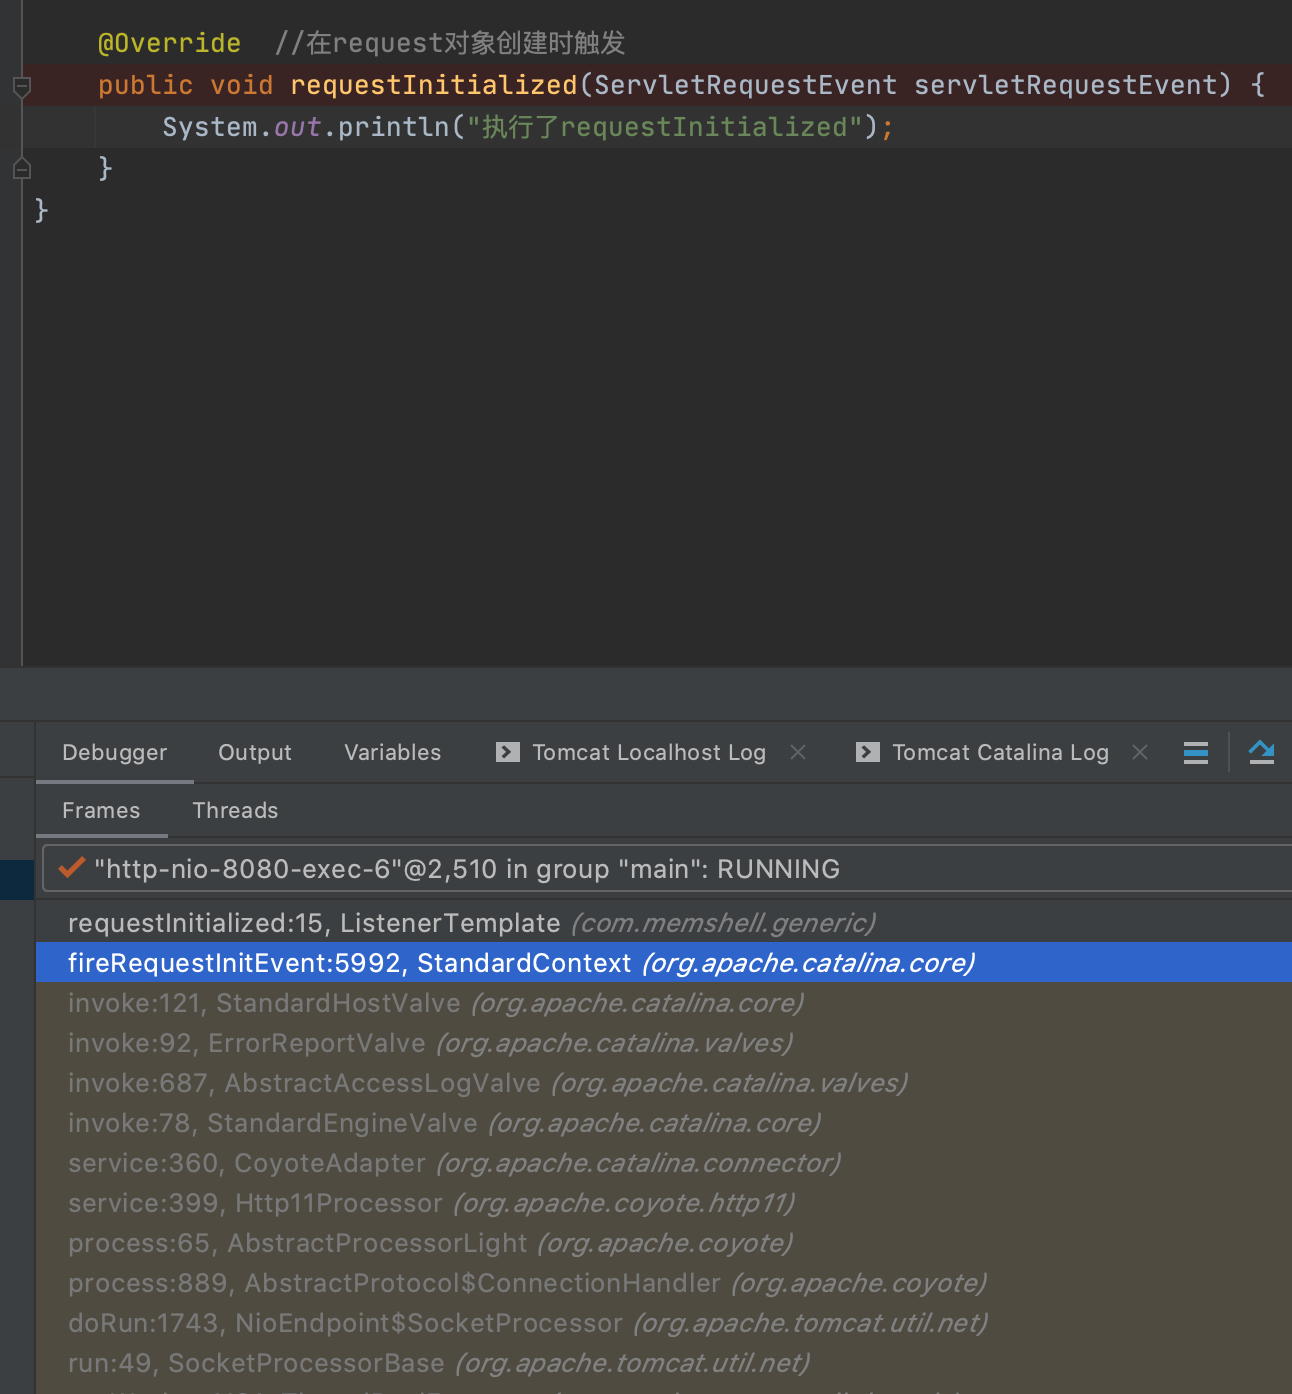 @Override  //在request对象创建时触发
public void requestInitialized(ServletRequestEvent servletRequestEvent) {
System.out.println("执行了requestInitialized");
}
}
Debugger Output Variables Tomcat Localhost Log Tomcat Catalina Log
Frames Threads
"http-nio-8080-exec-6"@2,510 in group "main": RUNNING
requestInitialized:15, ListenerTemplate (com.memshell.generic)
fireRequestInitEvent:5992, StandardContext (org.apache.catalina.core)
invoke:121, StandardHostValve (org.apache.catalina.core)
invoke:92, ErrorReportValve (org.apache.catalina.valves)
invoke:687, AbstractAccessLogValve (org.apache.catalina.valves)
invoke:78, StandardEngineValve (org.apache.catalina.core)
service:360, CoyoteAdapter (org.apache.catalina.connector)
service:399, Http11Processor (org.apache.coyote.http11)
process:65, AbstractProcessorLight (org.apache.coyote)
process:889, AbstractProtocol$ConnectionHandler (org.apache.coyote)
doRun:1743, NioEndpoint$SocketProcessor (org.apache.tomcat.util.net)
run:49, SocketProcessorBase (org.apache.tomcat.util.net)